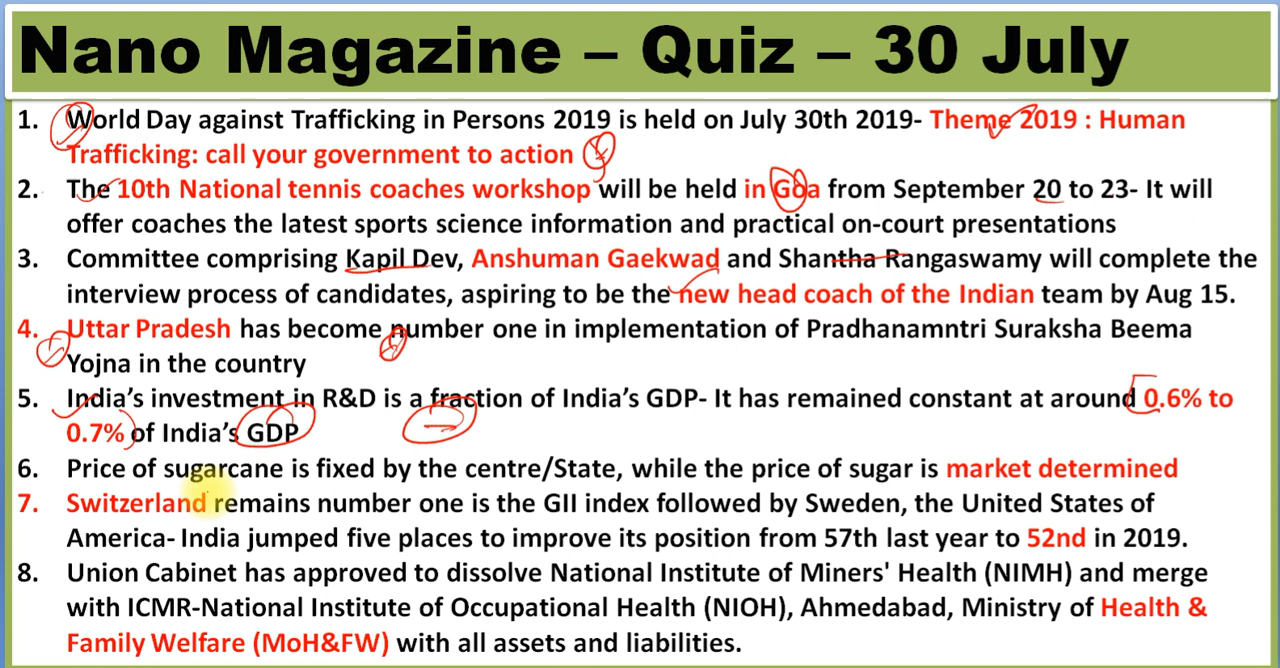 Nano Magazine – Quiz – 30 July
1. World Day against Trafficking in Persons 2019 is held on July 30th 2019- Theme 2019 : Human
Trafficking: call your government to action
2. The 10th National tennis coaches workshop will be held in Goa from September 20 to 23- It will
offer coaches the latest sports science information and practical on-court presentations
3. Committee comprising Kapil Dev, Anshuman Gaekwad and Shantha Rangaswamy will complete the
interview process of candidates, aspiring to be the new head coach of the Indian team by Aug 15.
4. Uttar Pradesh has become number one in implementation of Pradhanamntri Suraksha Beema
Yojna in the country
5. India’s investment in R&D is a fraction of India’s GDP- It has remained constant at around 0.6% to
0.7% of India’s GDP
6. Price of sugarcane is fixed by the centre/State, while the price of sugar is market determined
7. Switzerland remains number one is the GII index followed by Sweden, the United States of
America- India jumped five places to improve its position from 57th last year to 52nd in 2019.
8. Union Cabinet has approved to dissolve National Institute of Miners' Health (NIMH) and merge
with ICMR-National Institute of Occupational Health (NIOH), Ahmedabad, Ministry of Health &
Family Welfare (MoH&FW) with all assets and liabilities.